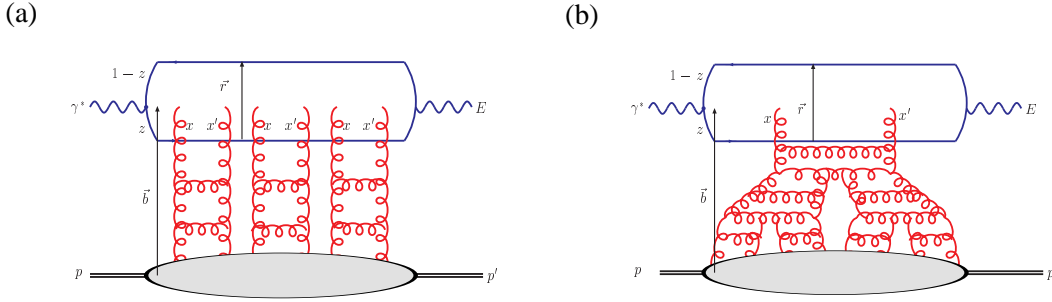 (a)
1 − z
γ* r⃗ E
z x x′ x x′ x x′
b⃗
p p′
(b)
1 − z
γ* x r⃗ x′ E
z
b⃗
p p